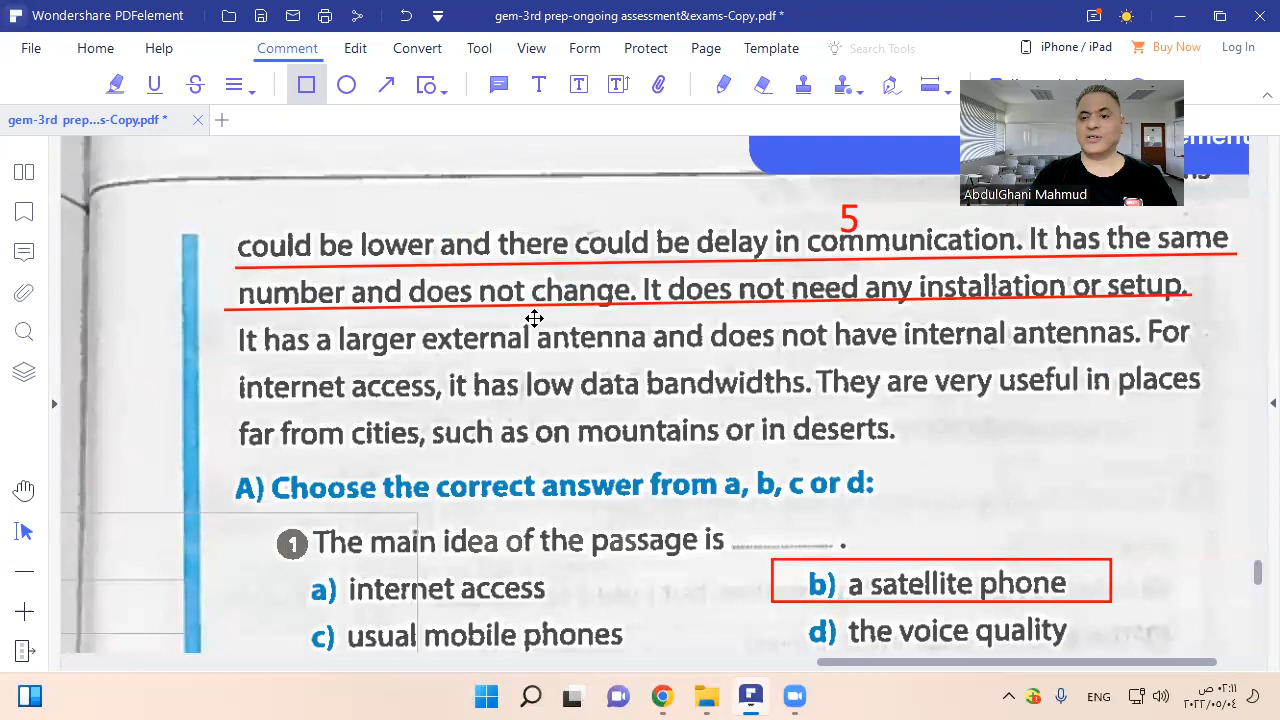 Wondershare PDFelement
gem-3rd prep-ongoing assessment&exams-Copy.pdf *
File Home Help Comment Edit Convert Tool View Form Protect Page Template Search Tools iPhone / iPad Buy Now Log In
gem-3rd prep...s-Copy.pdf *
AbdulGhani Mahmud
5
could be lower and there could be delay in communication. It has the same
number and does not change. It does not need any installation or setup.
It has a larger external antenna and does not have internal antennas. For
internet access, it has low data bandwidths. They are very useful in places
far from cities, such as on mountains or in deserts.
A) Choose the correct answer from a, b, c or d:
1 The main idea of the passage is .......... .
a) internet access
b) a satellite phone
c) usual mobile phones
d) the voice quality
ENG
٠٢:١١ ص
٢٠٢٣/٠٥/٠٤